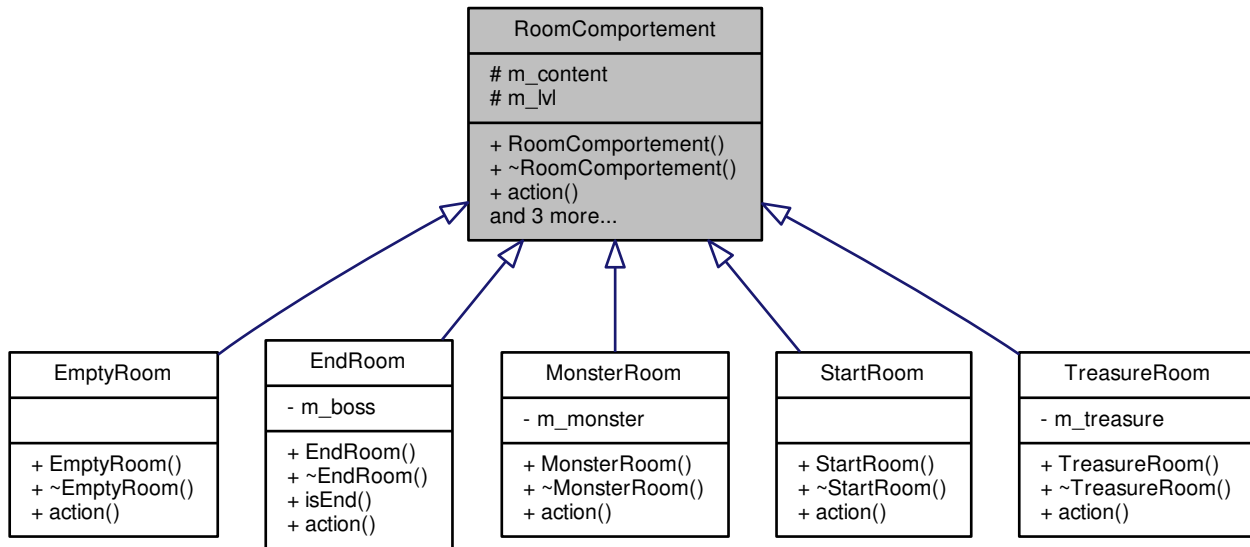 RoomComportement
# m_content
# m_lvl
+ RoomComportement()
+ ~RoomComportement()
+ action()
and 3 more...
EmptyRoom
+ EmptyRoom()
+ ~EmptyRoom()
+ action()
EndRoom
- m_boss
+ EndRoom()
+ ~EndRoom()
+ isEnd()
+ action()
MonsterRoom
- m_monster
+ MonsterRoom()
+ ~MonsterRoom()
+ action()
StartRoom
+ StartRoom()
+ ~StartRoom()
+ action()
TreasureRoom
- m_treasure
+ TreasureRoom()
+ ~TreasureRoom()
+ action()